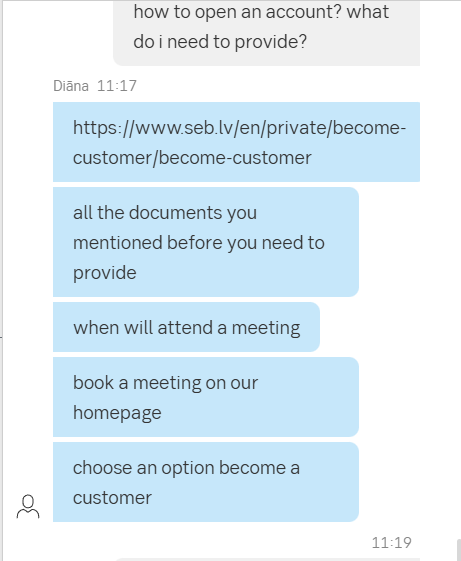 how to open an account? what
do i need to provide?
Diāna 11:17
https://www.seb.lv/en/private/become-
customer/become-customer
all the documents you
mentioned before you need to
provide
when will attend a meeting
book a meeting on our
homepage
choose an option become a
customer
11:19